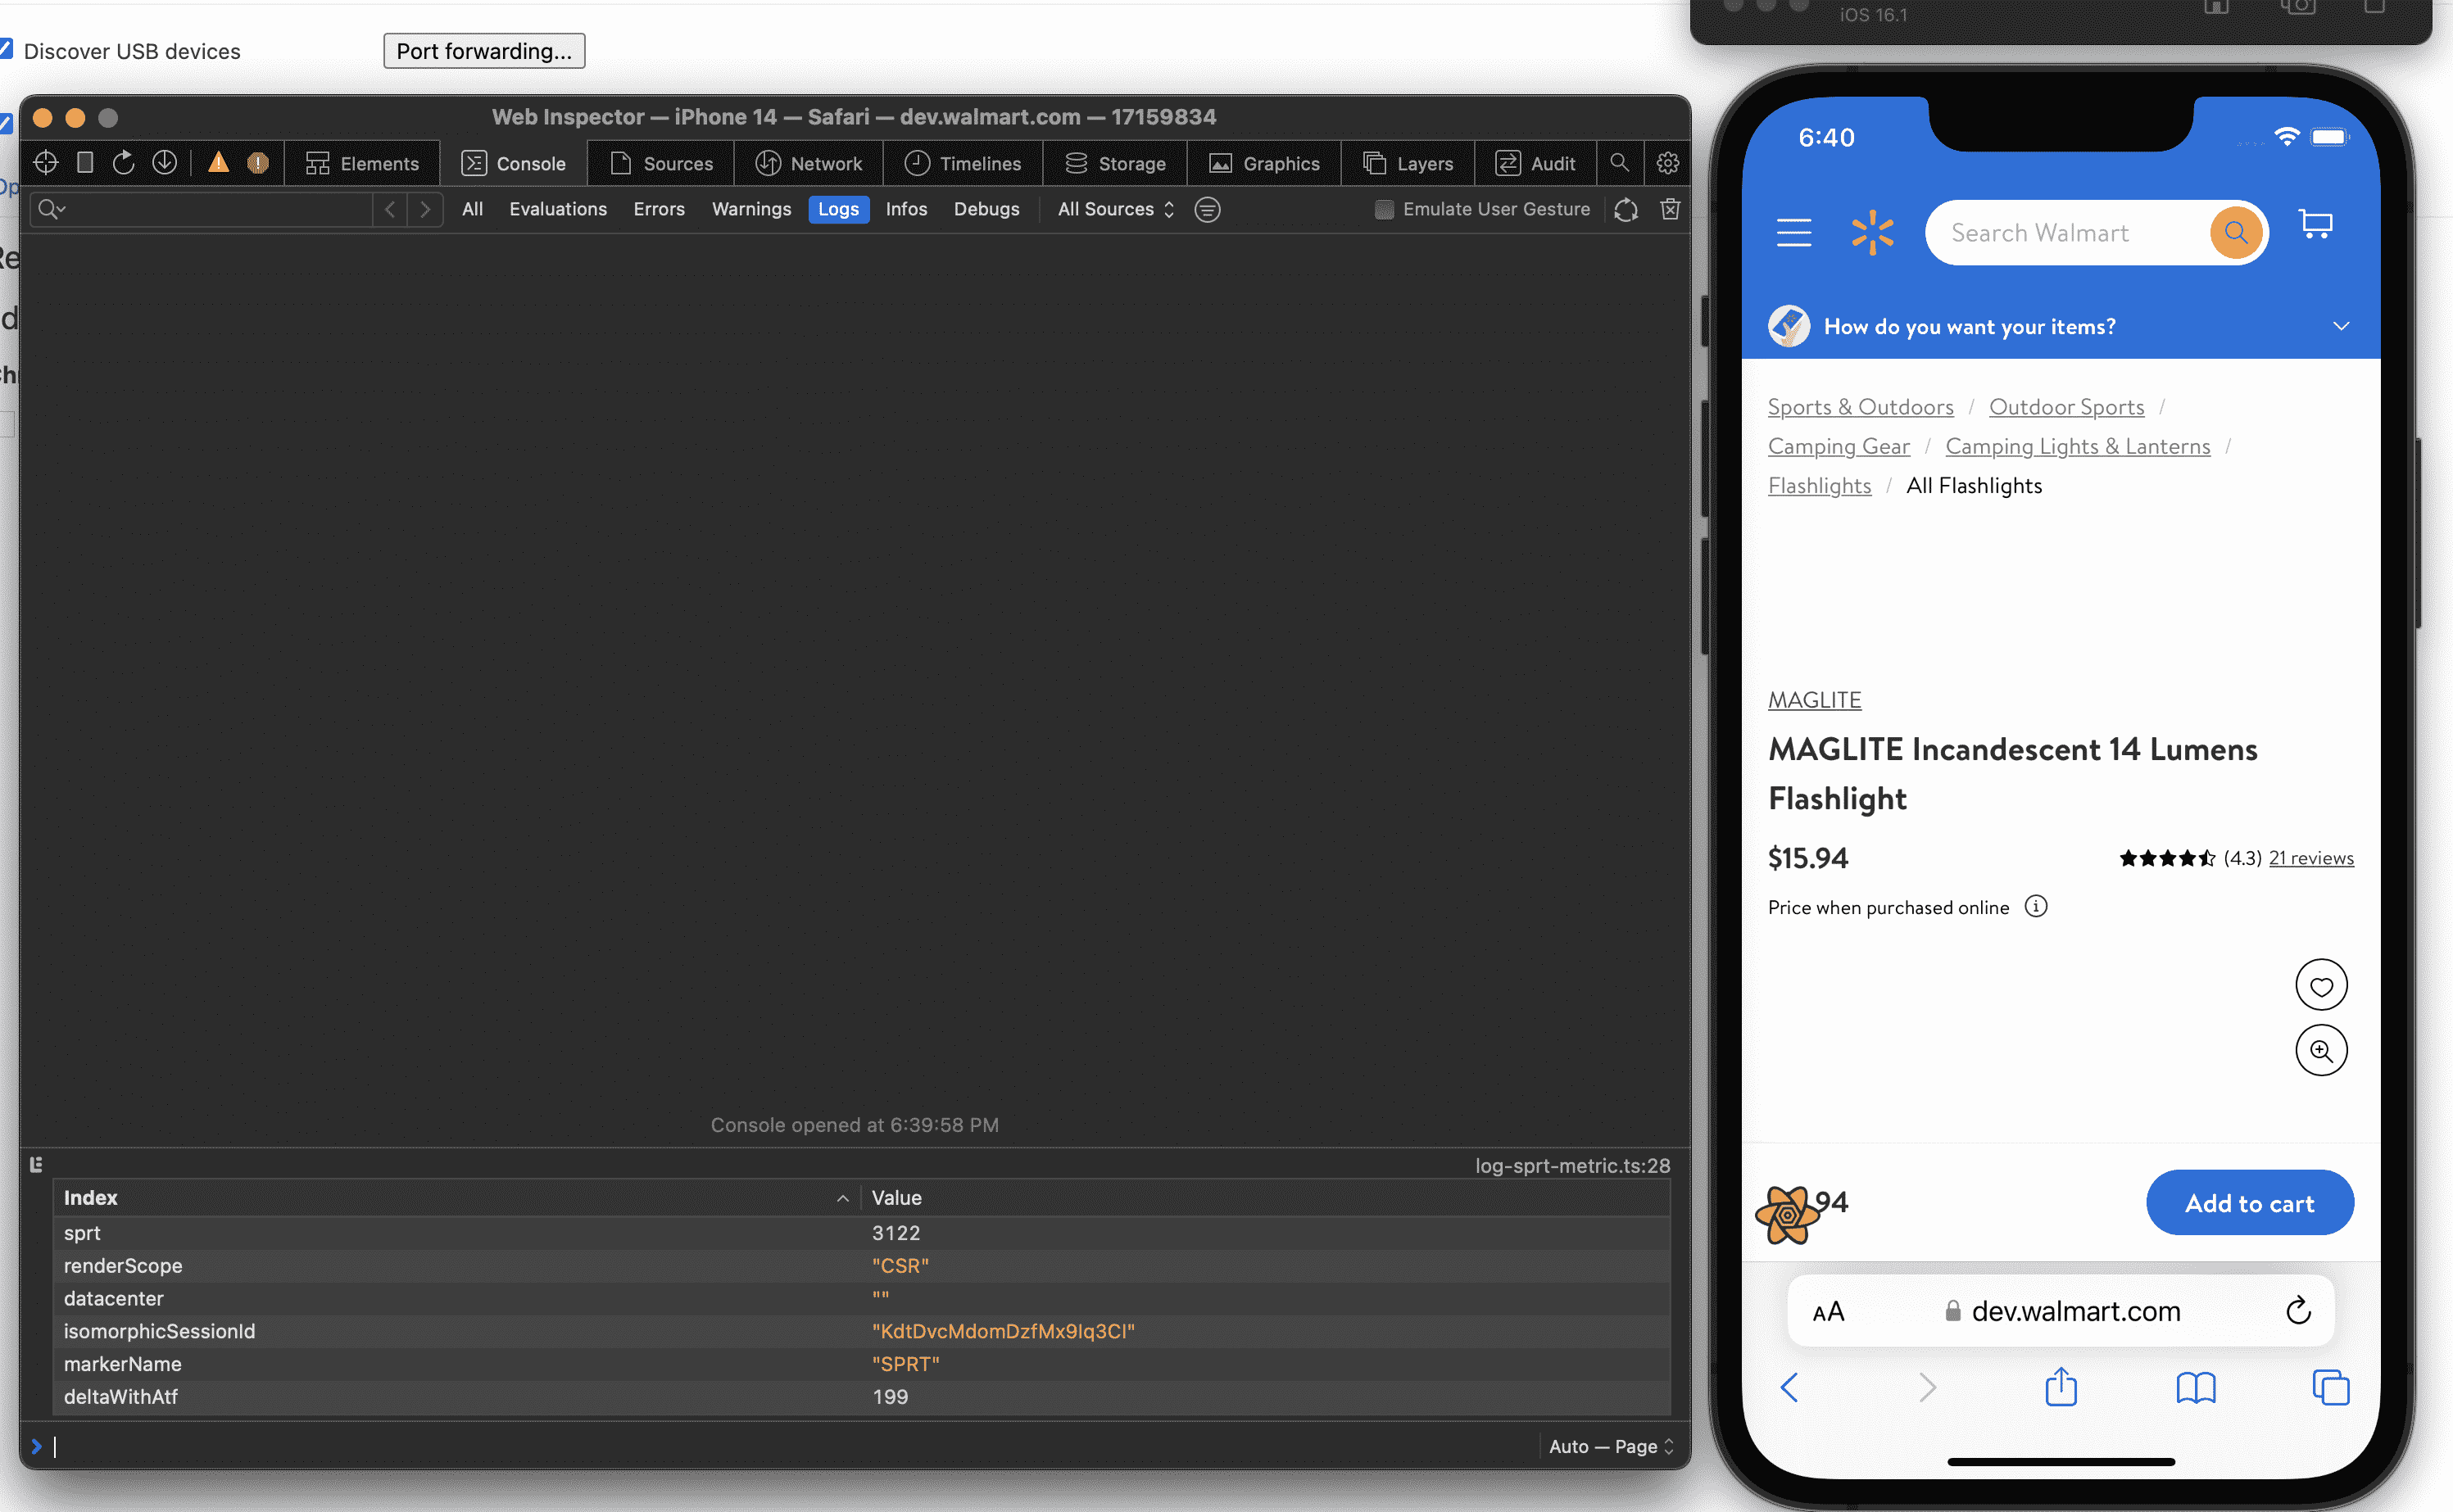 Discover USB devices
Port forwarding...
iOS 16.1
Web Inspector — iPhone 14 — Safari — dev.walmart.com — 17159834
Elements
Console
Sources
Network
Timelines
Storage
Graphics
Layers
Audit
All
Evaluations
Errors
Warnings
Logs
Infos
Debugs
All Sources
Emulate User Gesture
Console opened at 6:39:58 PM
log-sprt-metric.ts:28
Index Value
sprt 3122
renderScope "CSR"
datacenter ""
isomorphicSessionId
markerName "SPRT"
deltaWithAtf 199
Auto — Page
6:40
Search Walmart
How do you want your items?
Sports & Outdoors / Outdoor Sports /
Camping Gear / Camping Lights & Lanterns /
Flashlights / All Flashlights
MAGLITE
MAGLITE Incandescent 14 Lumens
Flashlight
$15.94
(4.3) 21 reviews
Price when purchased online
94
Add to cart
AA
dev.walmart.com